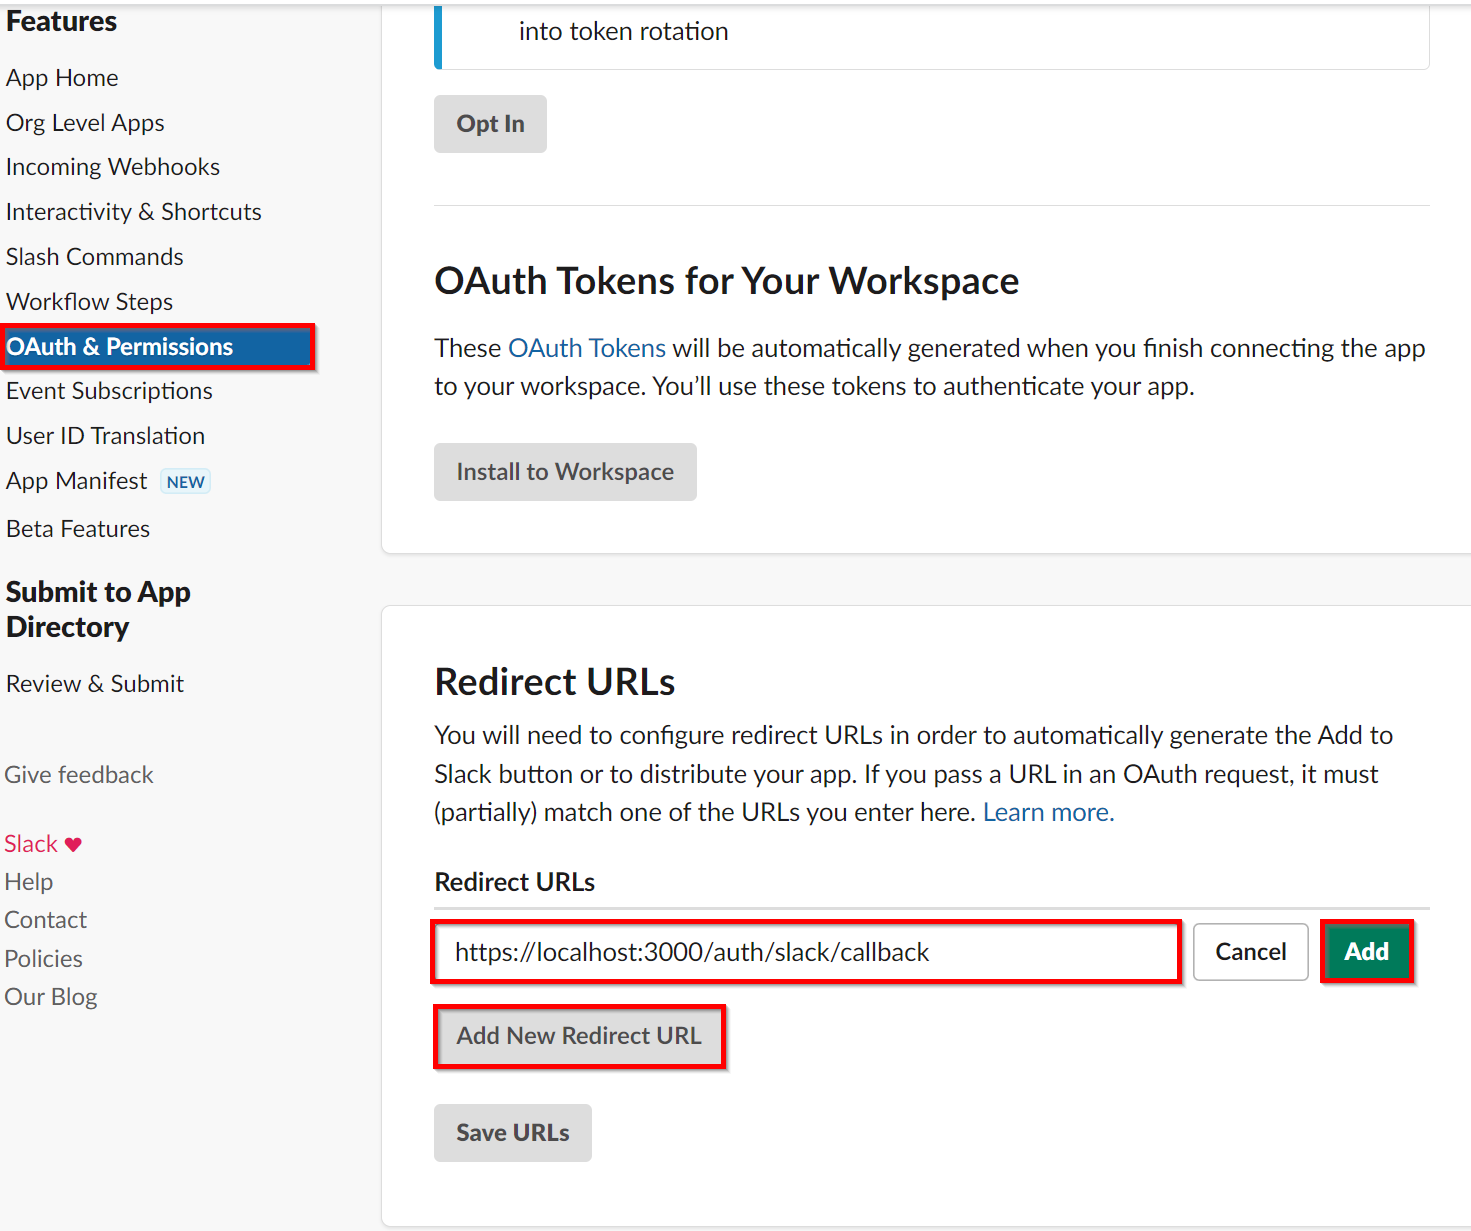 Features
App Home
Org Level Apps
Incoming Webhooks
Interactivity & Shortcuts
Slash Commands
Workflow Steps
OAuth & Permissions
Event Subscriptions
User ID Translation
App Manifest NEW
Beta Features
Submit to App
Directory
Review & Submit
Give feedback
Slack
Help
Contact
Policies
Our Blog
into token rotation
Opt In
OAuth Tokens for Your Workspace
These OAuth Tokens will be automatically generated when you finish connecting the app
to your workspace. You’ll use these tokens to authenticate your app.
Install to Workspace
Redirect URLs
You will need to configure redirect URLs in order to automatically generate the Add to
Slack button or to distribute your app. If you pass a URL in an OAuth request, it must
(partially) match one of the URLs you enter here. Learn more.
Redirect URLs
https://localhost:3000/auth/slack/callback Cancel Add
Add New Redirect URL
Save URLs